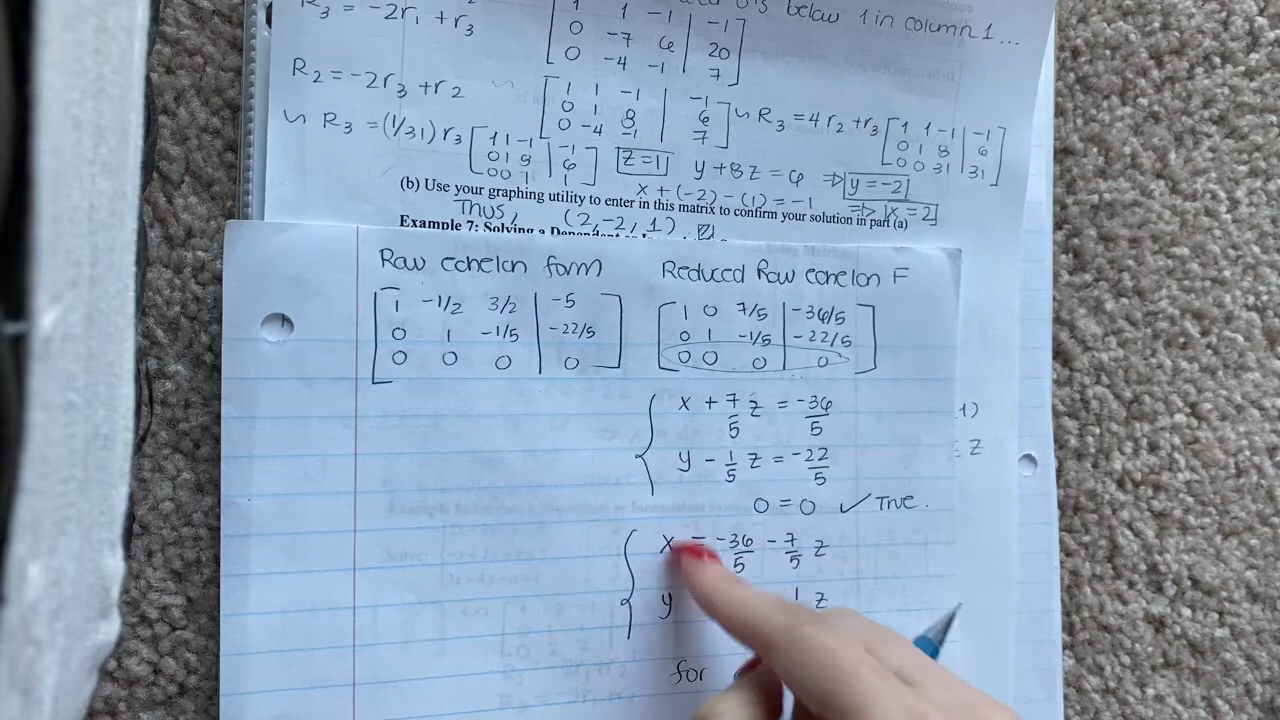 R3 = -2r1 + r3
below 1 in column 1...
1 1 -1 | -1
0 -7 6 | 20
0 -4 -1 | 7
R2 = -2r3 + r2 ~
1 1 -1 | -1
0 1 8 | 6
0 -4 -1 | 7
~ R3 = 4r2 + r3
1 1 -1 | -1
0 1 8 | 6
0 0 31 | 31
~ R3 = (1/31) r3
1 1 -1 | -1
0 1 8 | 6
0 0 1 | 1
z = 1 y + 8z = 6 => y = -2
x + (-2) - (1) = -1 => x = 2
(b) Use your graphing utility to enter in this matrix to confirm your solution in part (a)
Thus, (2, -2, 1)
Example 7: Solving a
Row echelon form
1 -1/2 3/2 | -5
0 1 -1/5 | -22/5
0 0 0 | 0
Reduced Row echelon F
1 0 7/5 | -36/5
0 1 -1/5 | -22/5
0 0 0 | 0
x + 7/5 z = -36/5
y - 1/5 z = -22/5
0 = 0 ✓ True.
x = -36/5 - 7/5 z
y 1 z
for
1)
= z
Solve: